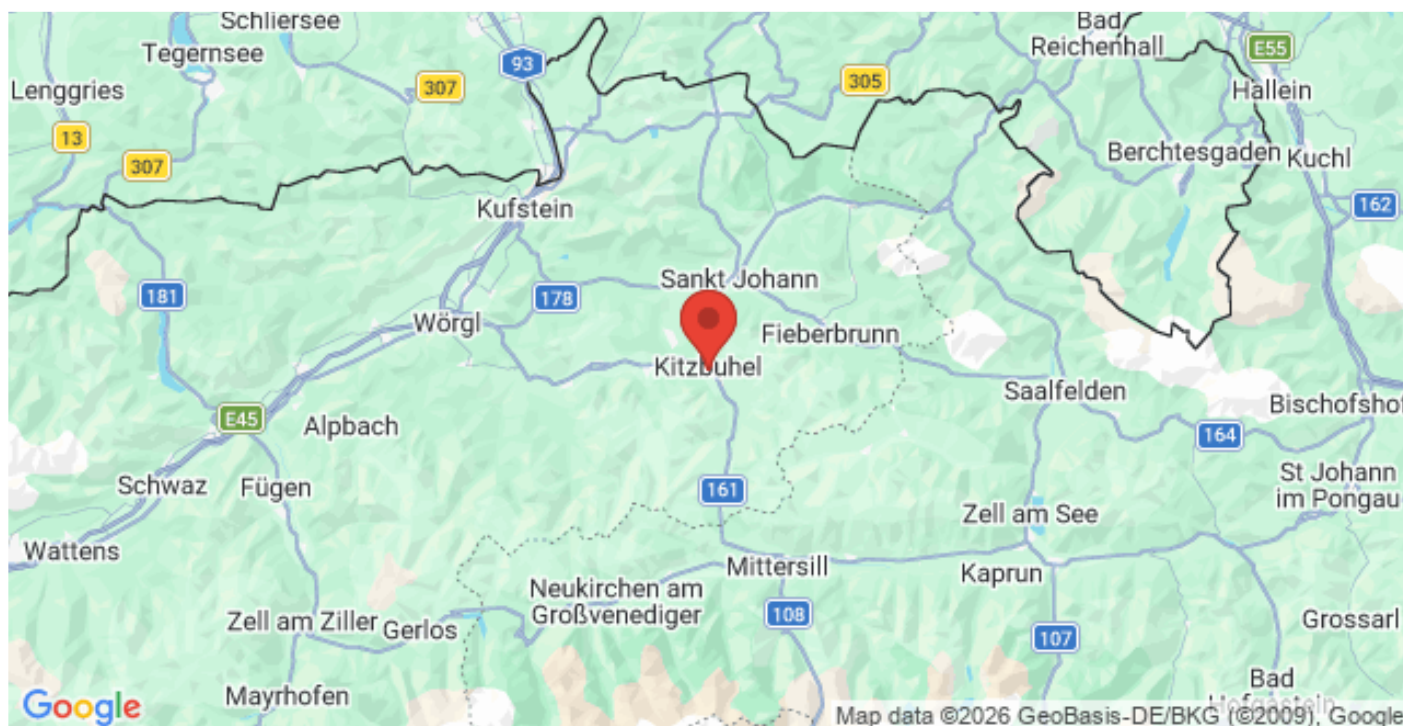 Schliersee
Tegernsee
Lenggries
13
307
307
93
305
Bad
Reichenhall
E55
Hallein
Berchtesgaden
Kuchl
162
Kufstein
181
178
Wörgl
Sankt Johann
Fieberbrunn
Kitzbuhel
Saalfelden
Bischofshof
164
E45
Alpbach
Schwaz
Fügen
161
St Johann
im Pongau
Zell am See
Wattens
Mittersill
Kaprun
Neukirchen am
Großvenediger
108
107
Zell am Ziller
Gerlos
Grossarl
Mayrhofen
Bad
Hofgastein
Google
Map data ©2026 GeoBasis-DE/BKG (©2009), Google